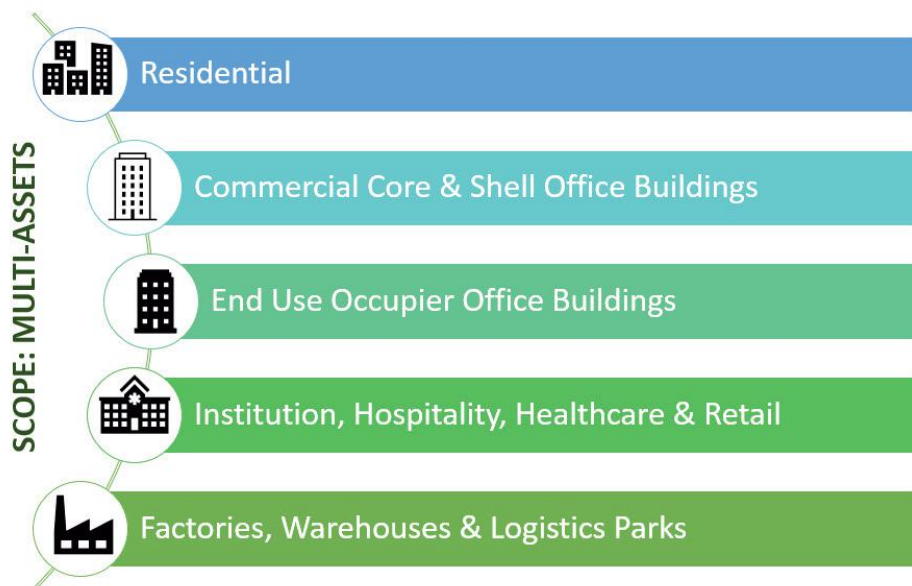 SCOPE: MULTI-ASSETS
Residential
Commercial Core & Shell Office Buildings
End Use Occupier Office Buildings
Institution, Hospitality, Healthcare & Retail
Factories, Warehouses & Logistics Parks